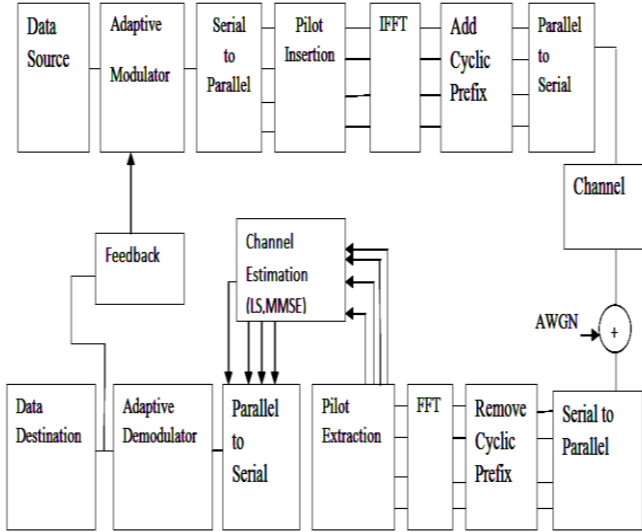 Data
Source
Adaptive
Modulator
Serial
to
Parallel
Pilot
Insertion
IFFT
Add
Cyclic
Prefix
Parallel
to
Serial
Channel
Feedback
Channel
Estimation
(LS,MMSE)
AWGN
+
Data
Destination
Adaptive
Demodulator
Parallel
to
Serial
Pilot
Extraction
FFT
Remove
Cyclic
Prefix
Serial to
Parallel